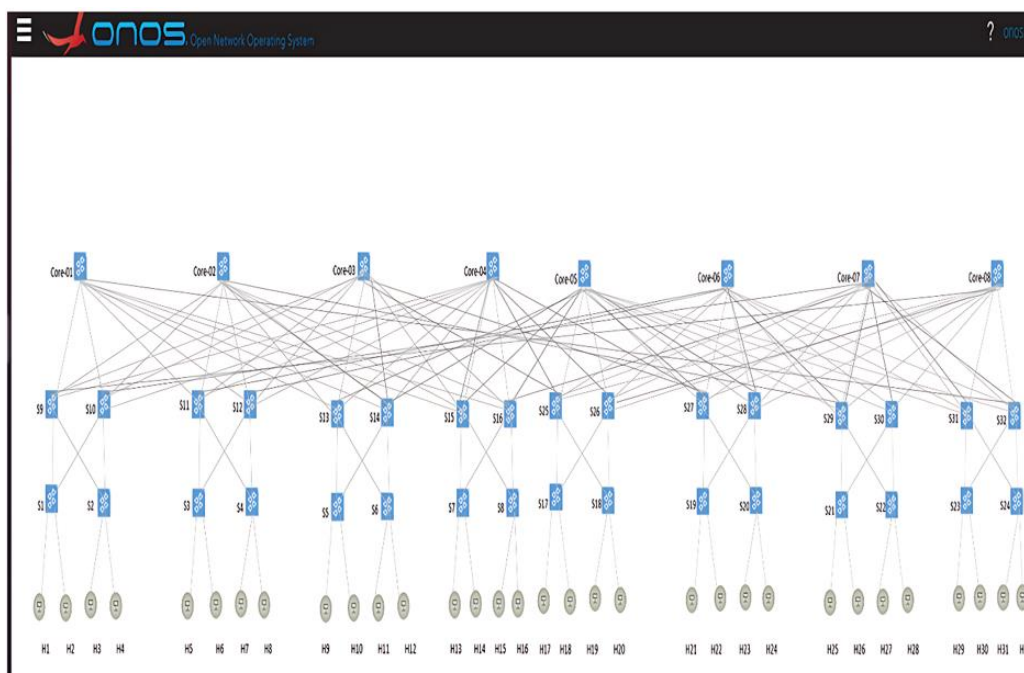 onos. Open Network Operating System ? onos
Core-01 Core-02 Core-03 Core-04 Core-05 Core-06 Core-07 Core-08
S9 S10 S11 S12 S13 S14 S15 S16 S25 S26 S27 S28 S29 S30 S31 S32
S1 S2 S3 S4 S5 S6 S7 S8 S17 S18 S19 S20 S21 S22 S23 S24
H1 H2 H3 H4 H5 H6 H7 H8 H9 H10 H11 H12 H13 H14 H15 H16 H17 H18 H19 H20 H21 H22 H23 H24 H25 H26 H27 H28 H29 H30 H31